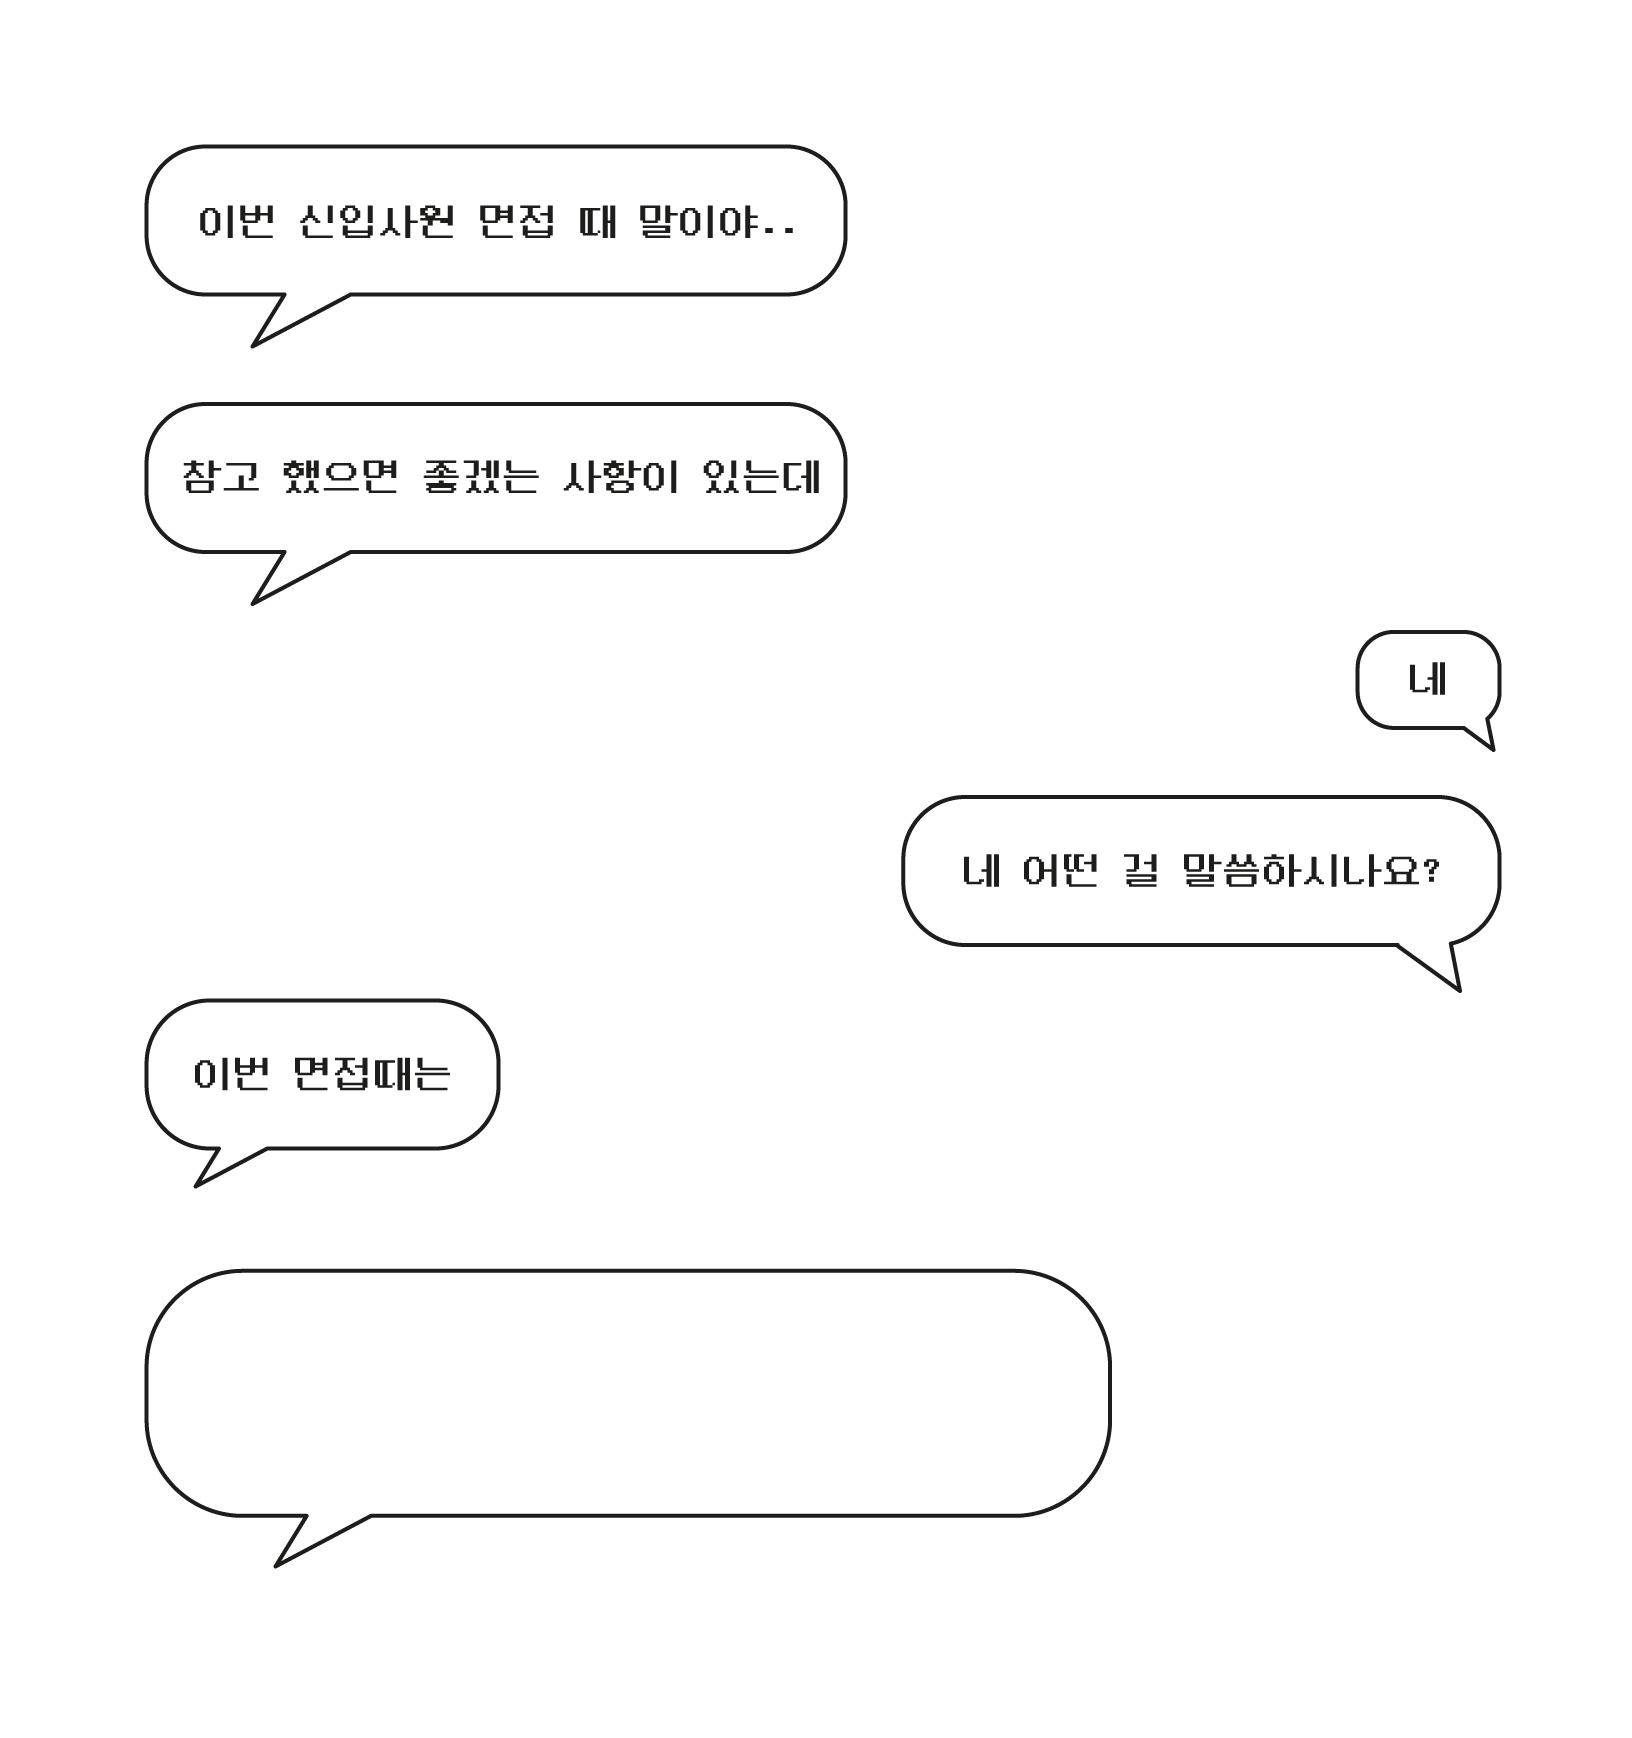 이번 신입사원 면접 때 말이야..
참고 했으면 좋겠는 사항이 있는데
네
네 어떤 걸 말씀하시나요?
이번 면접때는